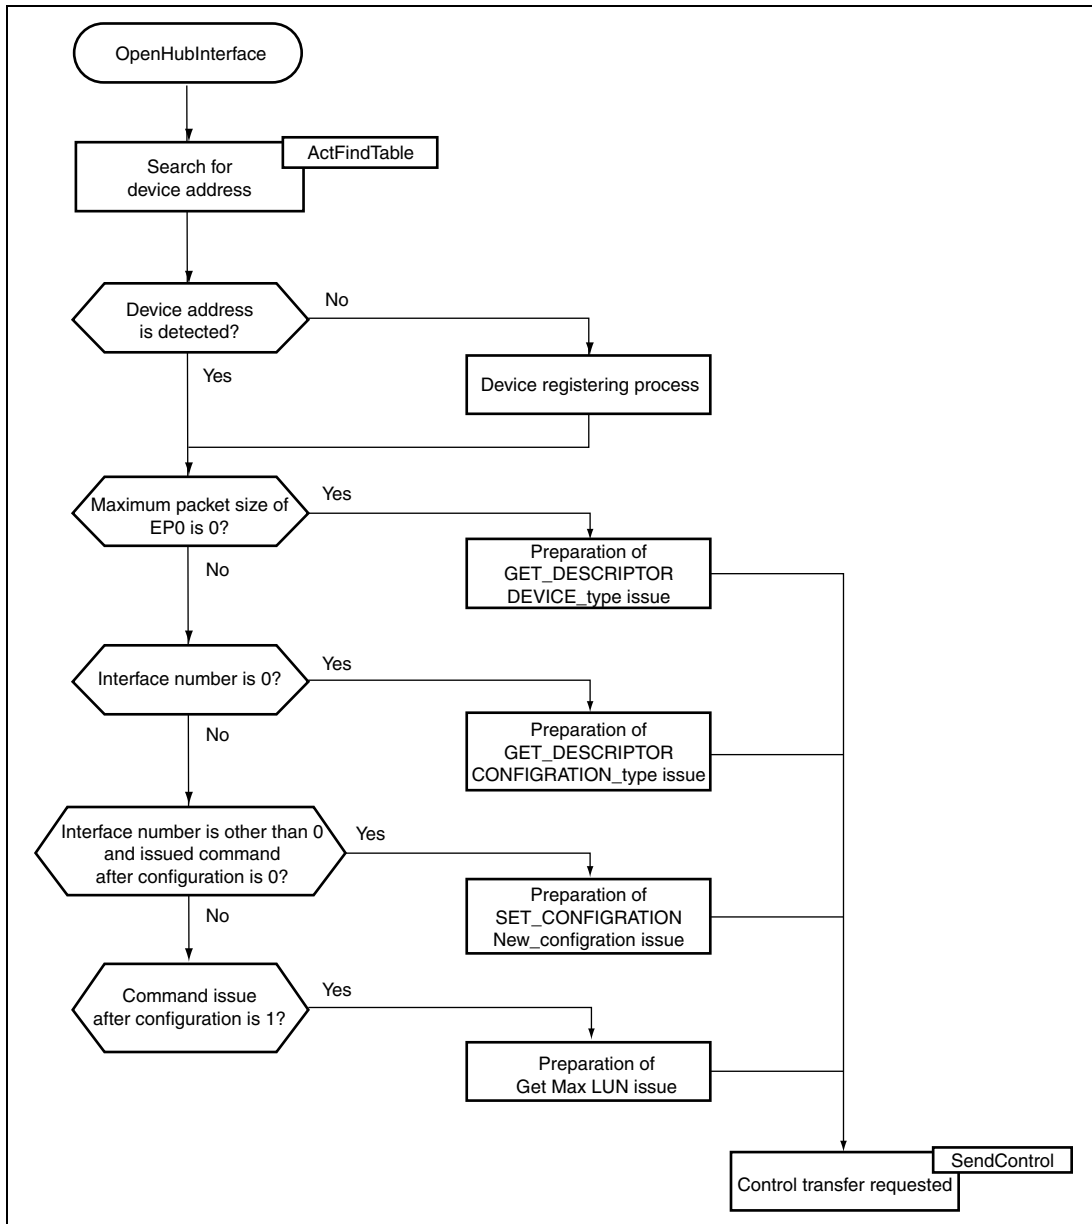 OpenHubInterface
ActFindTable
Search for
device address
Device address
is detected?
No
Yes
Device registering process
Maximum packet size of
EP0 is 0?
Yes
No
Preparation of
GET_DESCRIPTOR
DEVICE_type issue
Interface number is 0?
Yes
No
Preparation of
GET_DESCRIPTOR
CONFIGRATION_type issue
Interface number is other than 0
and issued command
after configuration is 0?
Yes
No
Preparation of
SET_CONFIGRATION
New_configration issue
Command issue
after configuration is 1?
Yes
Preparation of
Get Max LUN issue
SendControl
Control transfer requested